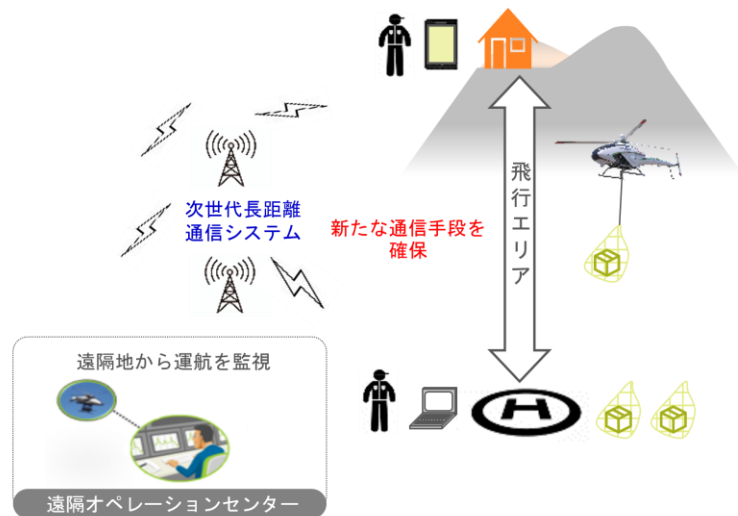 次世代長距離
通信システム
新たな通信手段を
確保
飛行エリア
遠隔地から運航を監視
遠隔オペレーションセンター